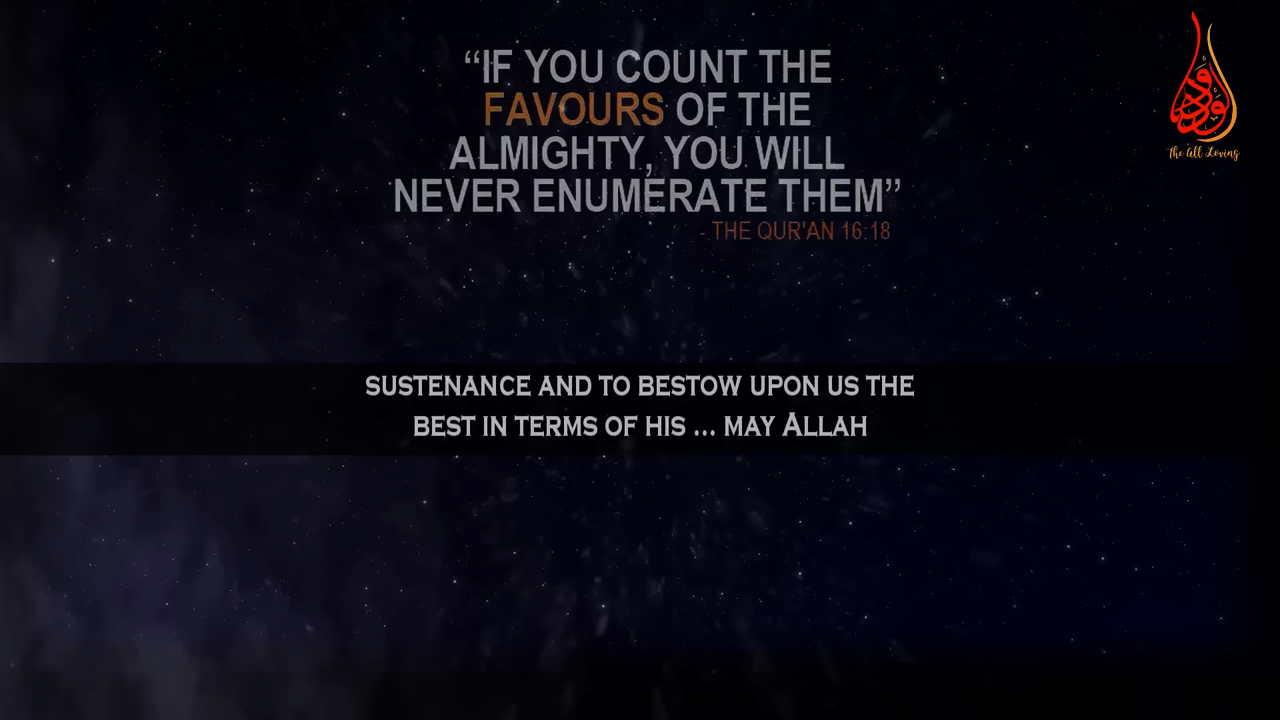 “IF YOU COUNT THE
FAVOURS OF THE
ALMIGHTY, YOU WILL
NEVER ENUMERATE THEM”
- THE QUR'AN 16:18
The All Loving
SUSTENANCE AND TO BESTOW UPON US THE
BEST IN TERMS OF HIS ... MAY ALLAH